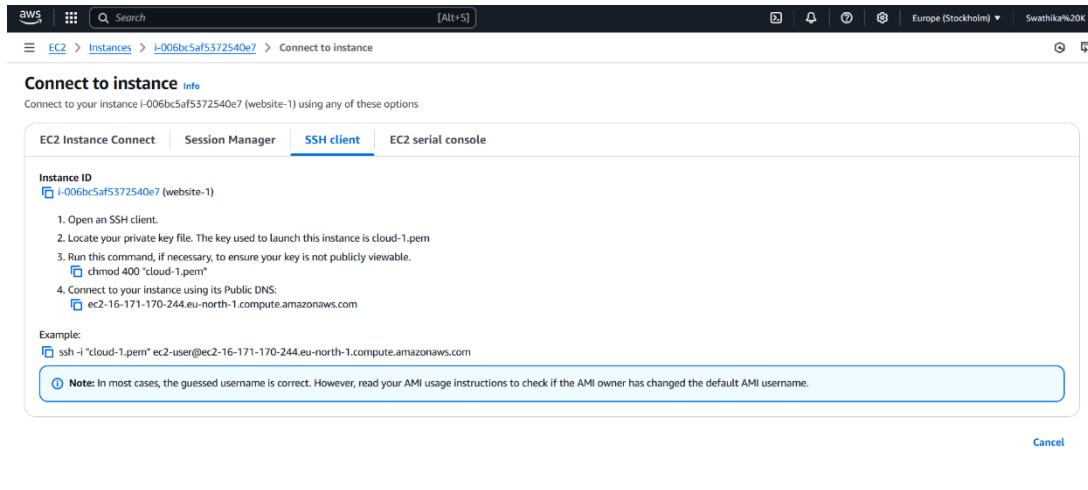 aws Search [Alt+S] Europe (Stockholm) Swathika%20K
EC2 > Instances > i-006bc5af5372540e7 > Connect to instance
Connect to instance Info
Connect to your instance i-006bc5af5372540e7 (website-1) using any of these options
EC2 Instance Connect Session Manager SSH client EC2 serial console
Instance ID
i-006bc5af5372540e7 (website-1)
1. Open an SSH client.
2. Locate your private key file. The key used to launch this instance is cloud-1.pem
3. Run this command, if necessary, to ensure your key is not publicly viewable.
chmod 400 "cloud-1.pem"
4. Connect to your instance using its Public DNS:
ec2-16-171-170-244.eu-north-1.compute.amazonaws.com
Example:
ssh -i "cloud-1.pem" ec2-user@ec2-16-171-170-244.eu-north-1.compute.amazonaws.com
Note: In most cases, the guessed username is correct. However, read your AMI usage instructions to check if the AMI owner has changed the default AMI username.
Cancel